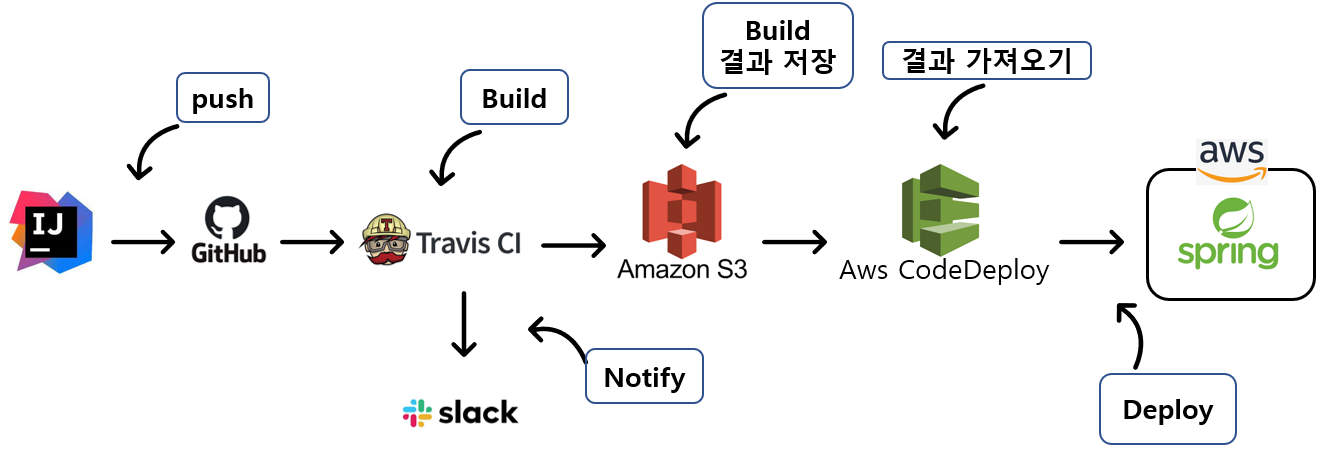 Build
결과 저장
결과 가져오기
push
Build
aws
IJ
GitHub
T
Travis CI
Amazon S3
Aws CodeDeploy
spring
Notify
slack
Deploy